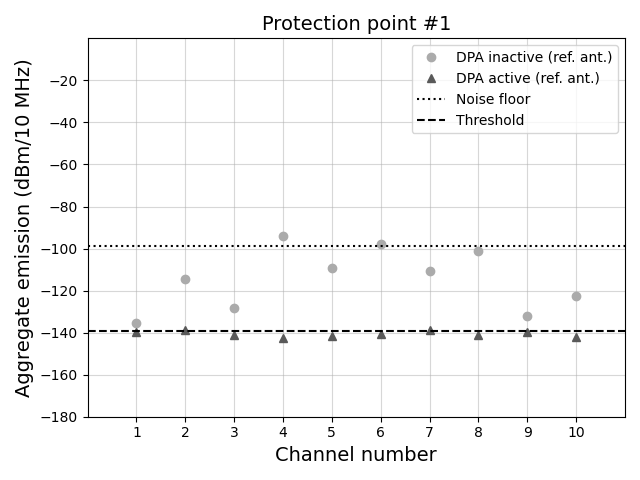 Protection point #1
DPA inactive (ref. ant.)
DPA active (ref. ant.)
Noise floor
Threshold
Aggregate emission (dBm/10 MHz)
−20
−40
−60
−80
−100
−120
−140
−160
−180
1 2 3 4 5 6 7 8 9 10
Channel number